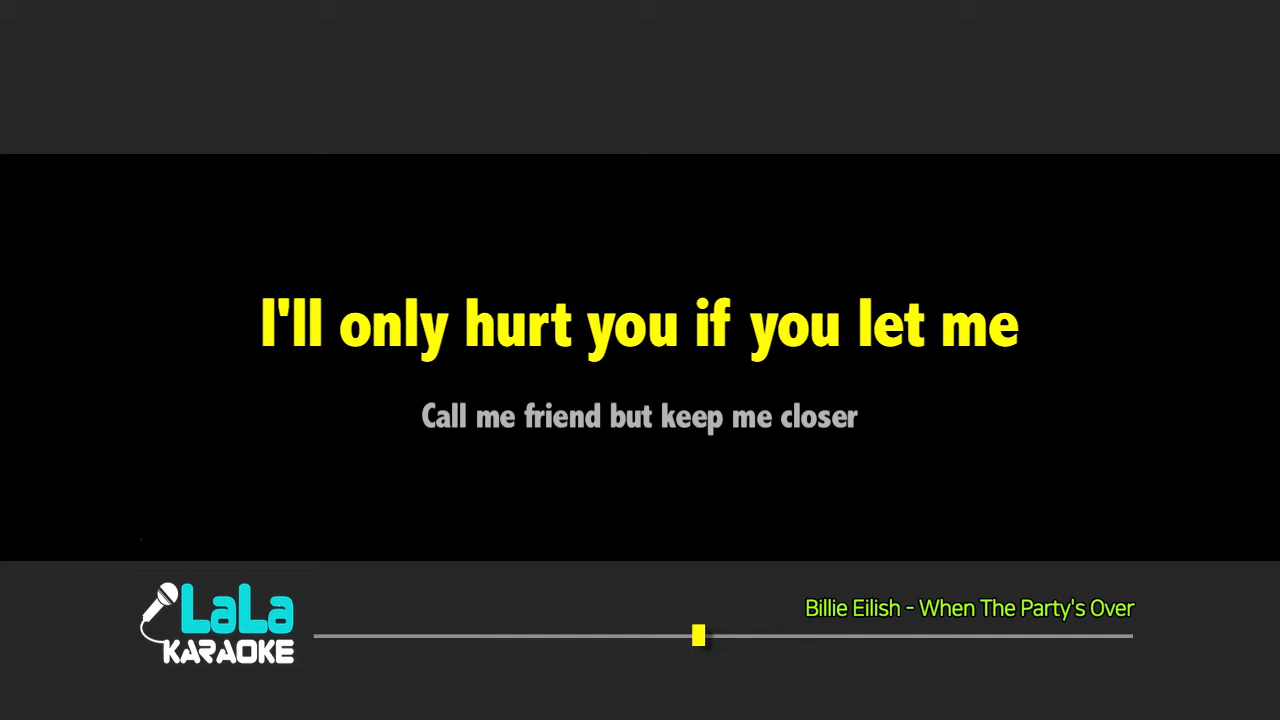 I'll only hurt you if you let me
Call me friend but keep me closer
Billie Eilish - When The Party's Over
LaLa
KARAOKE